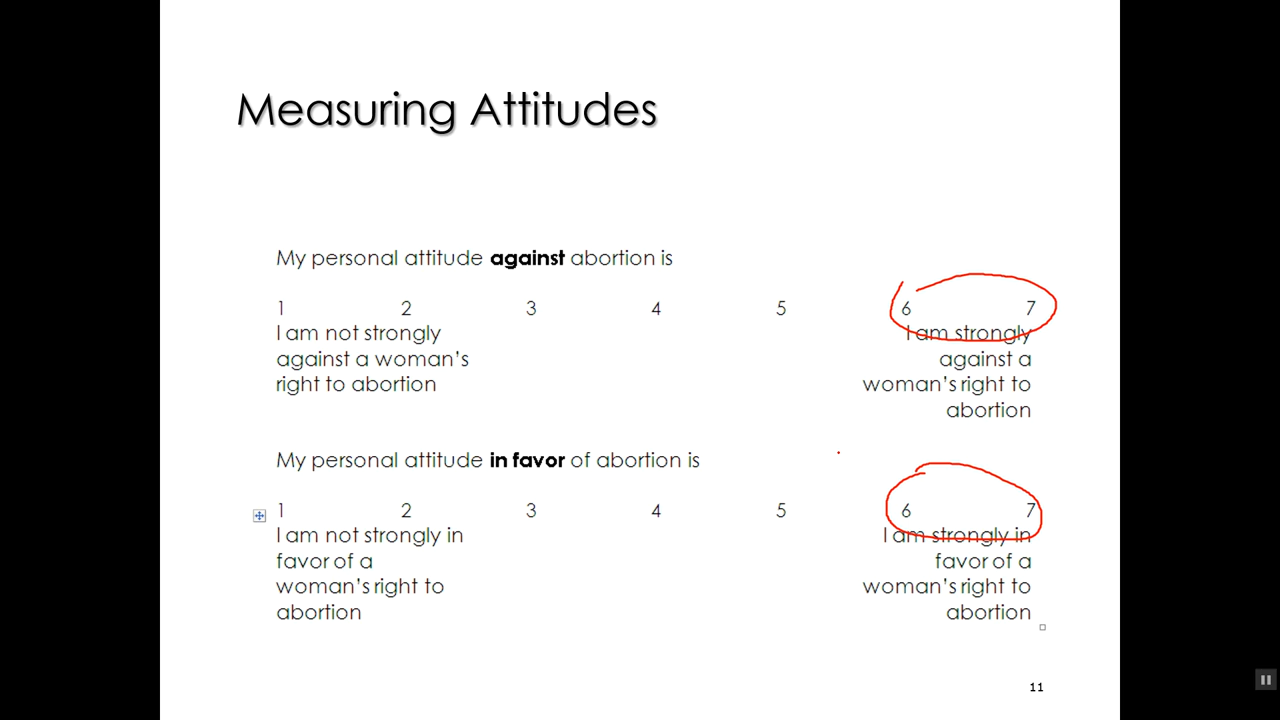 Measuring Attitudes
My personal attitude against abortion is
1 2 3 4 5 6 7
I am not strongly
against a woman's
right to abortion
I am strongly
against a
woman's right to
abortion
My personal attitude in favor of abortion is
1 2 3 4 5 6 7
I am not strongly in
favor of a
woman's right to
abortion
I am strongly in
favor of a
woman's right to
abortion
11